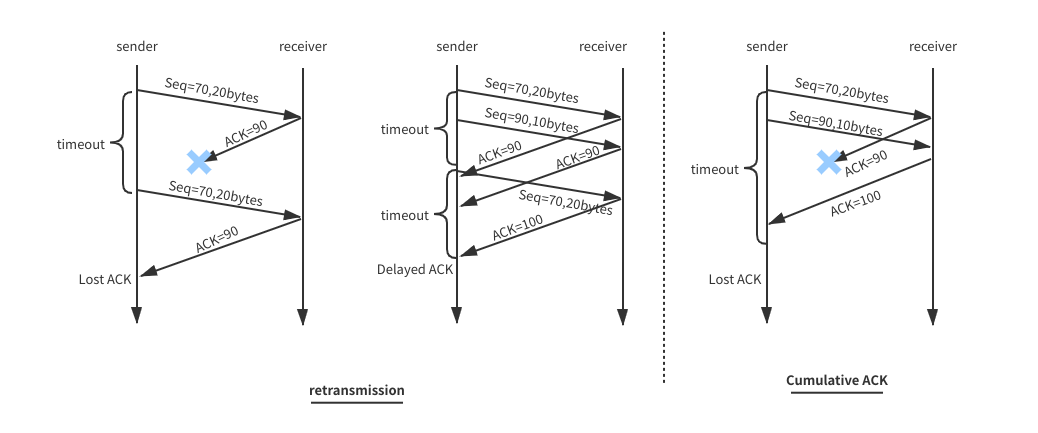 sender
receiver
Seq=70,20bytes
ACK=90
timeout
Seq=70,20bytes
ACK=90
Lost ACK
sender
receiver
Seq=70,20bytes
Seq=90,10bytes
timeout
ACK=90
ACK=90
Seq=70,20bytes
timeout
ACK=100
Delayed ACK
retransmission
sender
receiver
Seq=70,20bytes
Seq=90,10bytes
timeout
ACK=90
ACK=100
Lost ACK
Cumulative ACK